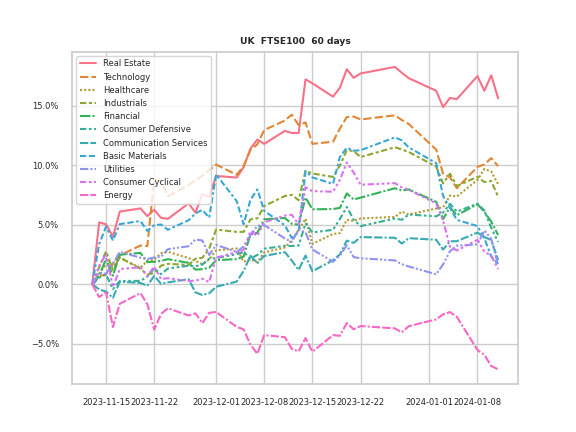 UK FTSE100 60 days
Real Estate
Technology
Healthcare
Industrials
Financial
Consumer Defensive
Communication Services
Basic Materials
Utilities
Consumer Cyclical
Energy
15.0%
10.0%
5.0%
0.0%
−5.0%
2023-11-15 2023-11-22 2023-12-01 2023-12-08 2023-12-15 2023-12-22 2024-01-01 2024-01-08